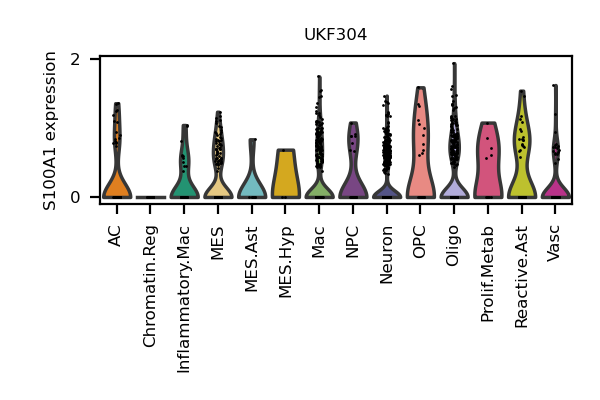 UKF304
S100A1 expression
2
0
AC
Chromatin.Reg
Inflammatory.Mac
MES
MES.Ast
MES.Hyp
Mac
NPC
Neuron
OPC
Oligo
Prolif.Metab
Reactive.Ast
Vasc